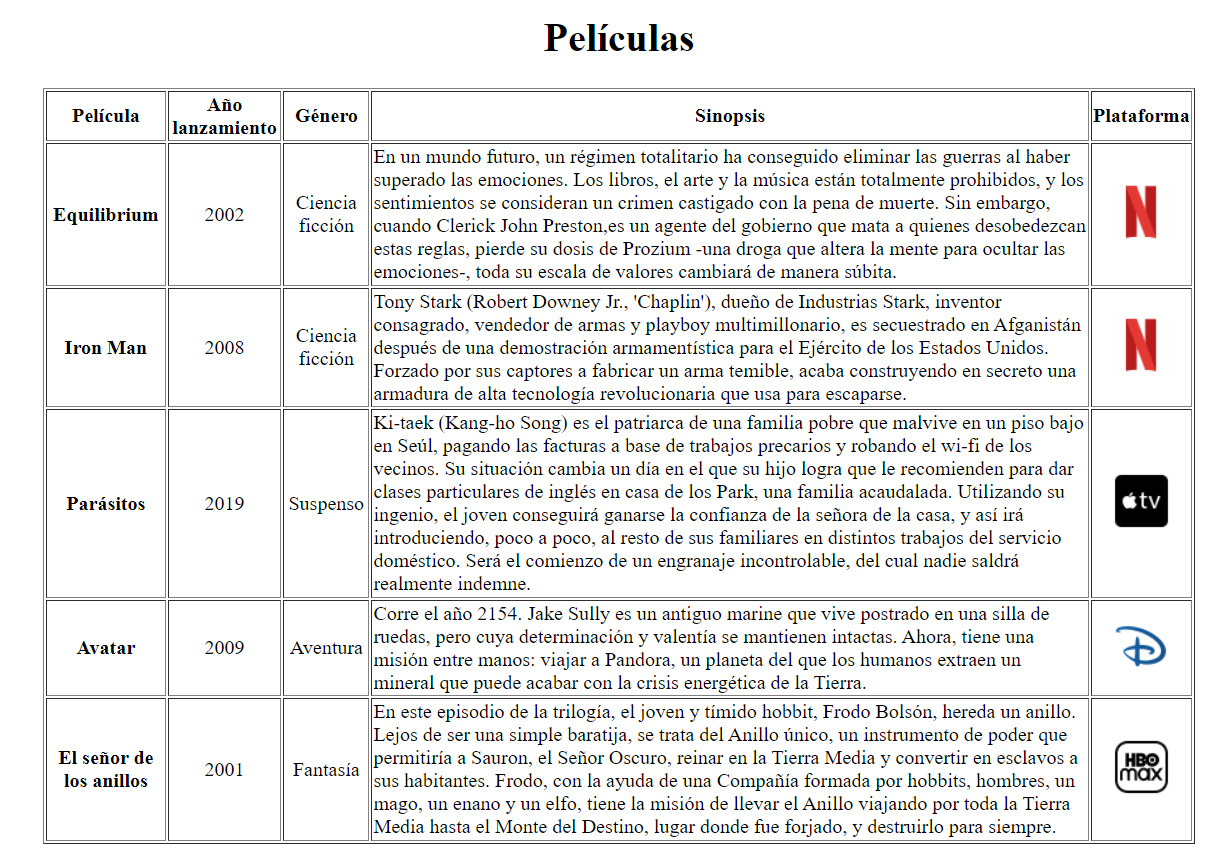 Películas
Película
Año
lanzamiento
Género
Sinopsis
Plataforma
Equilibrium
2002
Ciencia
ficción
En un mundo futuro, un régimen totalitario ha conseguido eliminar las guerras al haber
superado las emociones. Los libros, el arte y la música están totalmente prohibidos, y los
sentimientos se consideran un crimen castigado con la pena de muerte. Sin embargo,
cuando Clerick John Preston,es un agente del gobierno que mata a quienes desobedezcan
estas reglas, pierde su dosis de Prozium -una droga que altera la mente para ocultar las
emociones-, toda su escala de valores cambiará de manera súbita.
N
Iron Man
2008
Ciencia
ficción
Tony Stark (Robert Downey Jr., 'Chaplin'), dueño de Industrias Stark, inventor
consagrado, vendedor de armas y playboy multimillonario, es secuestrado en Afganistán
después de una demostración armamentística para el Ejército de los Estados Unidos.
Forzado por sus captores a fabricar un arma temible, acaba construyendo en secreto una
armadura de alta tecnología revolucionaria que usa para escaparse.
N
Parásitos
2019
Suspenso
Ki-taek (Kang-ho Song) es el patriarca de una familia pobre que malvive en un piso bajo
en Seúl, pagando las facturas a base de trabajos precarios y robando el wi-fi de los
vecinos. Su situación cambia un día en el que su hijo logra que le recomienden para dar
clases particulares de inglés en casa de los Park, una familia acaudalada. Utilizando su
ingenio, el joven conseguirá ganarse la confianza de la señora de la casa, y así irá
introduciendo, poco a poco, al resto de sus familiares en distintos trabajos del servicio
doméstico. Será el comienzo de un engranaje incontrolable, del cual nadie saldrá
realmente indemne.
tv
Avatar
2009
Aventura
Corre el año 2154. Jake Sully es un antiguo marine que vive postrado en una silla de
ruedas, pero cuya determinación y valentía se mantienen intactas. Ahora, tiene una
misión entre manos: viajar a Pandora, un planeta del que los humanos extraen un
mineral que puede acabar con la crisis energética de la Tierra.
D
El señor de
los anillos
2001
Fantasía
En este episodio de la trilogía, el joven y tímido hobbit, Frodo Bolsón, hereda un anillo.
Lejos de ser una simple baratija, se trata del Anillo único, un instrumento de poder que
permitiría a Sauron, el Señor Oscuro, reinar en la Tierra Media y convertir en esclavos a
sus habitantes. Frodo, con la ayuda de una Compañía formada por hobbits, hombres, un
mago, un enano y un elfo, tiene la misión de llevar el Anillo viajando por toda la Tierra
Media hasta el Monte del Destino, lugar donde fue forjado, y destruirlo para siempre.
HBO
max